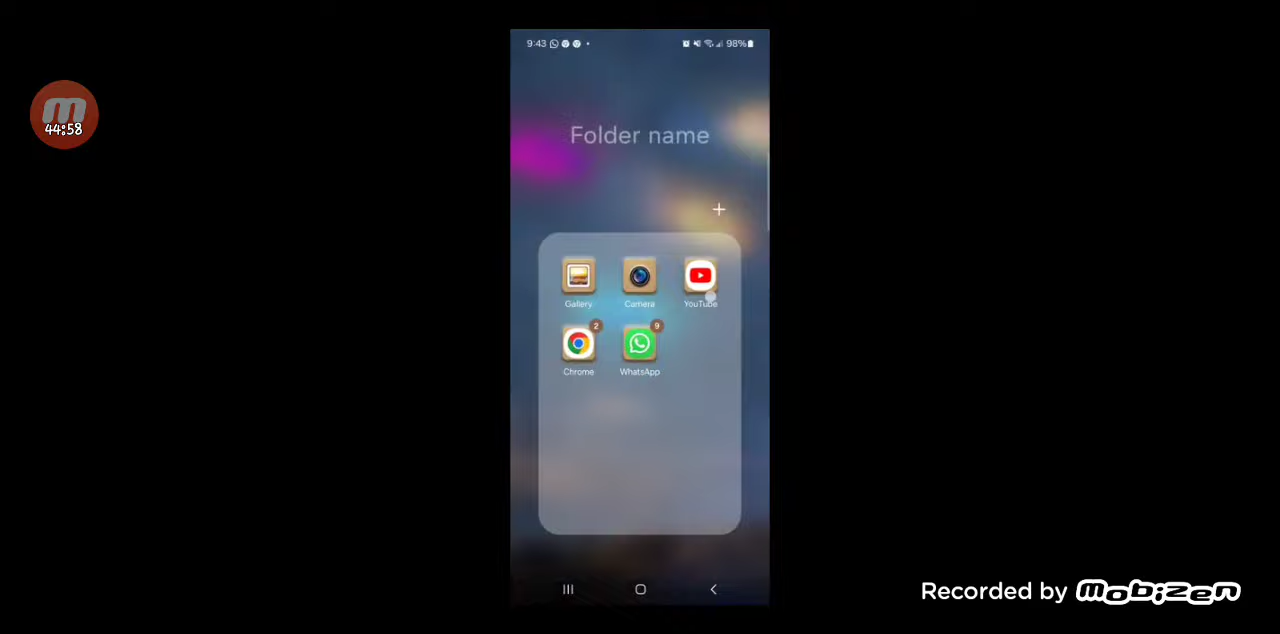 9:43
98%
44:58
Folder name
Gallery
Camera
YouTube
2
9
Chrome
WhatsApp
Recorded by mobizen